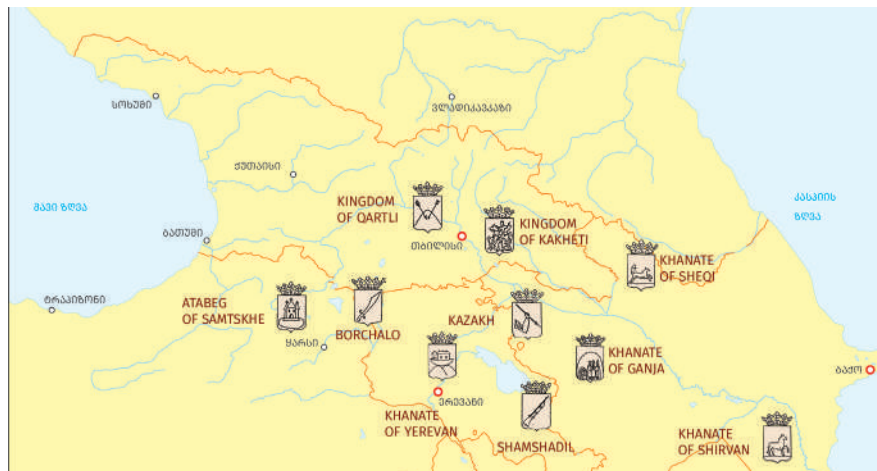 სოხუმი
ვლადიკავკაზი
ქუთაისი
შავი ზღვა
კასპიის
ზღვა
KINGDOM
OF QARTLI
KINGDOM
OF KAKHETI
თბილისი
ბათუმი
KHANATE
OF SHEQI
ტრაპიზონი
ATABEG
OF SAMTSKHE
BORCHALO
KAZAKH
ყარსი
KHANATE
OF GANJA
ბაქო
ერევანი
KHANATE
OF YEREVAN
SHAMSHADIL
KHANATE
OF SHIRVAN